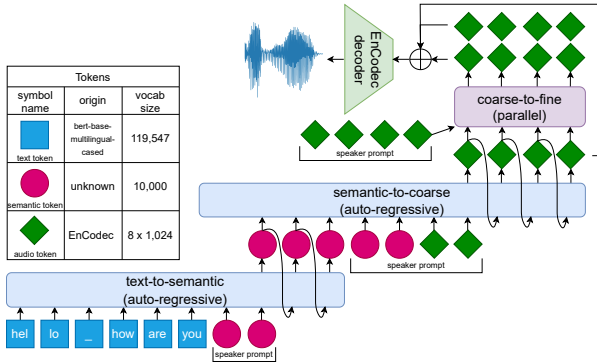 Tokens
symbol name
origin
vocab size
text token
bert-base-
multilingual-
cased
119,547
semantic token
unknown
10,000
audio token
EnCodec
8 x 1,024
EnCodec
decoder
coarse-to-fine
(parallel)
speaker prompt
semantic-to-coarse
(auto-regressive)
speaker prompt
text-to-semantic
(auto-regressive)
hel
lo
_
how
are
you
speaker prompt